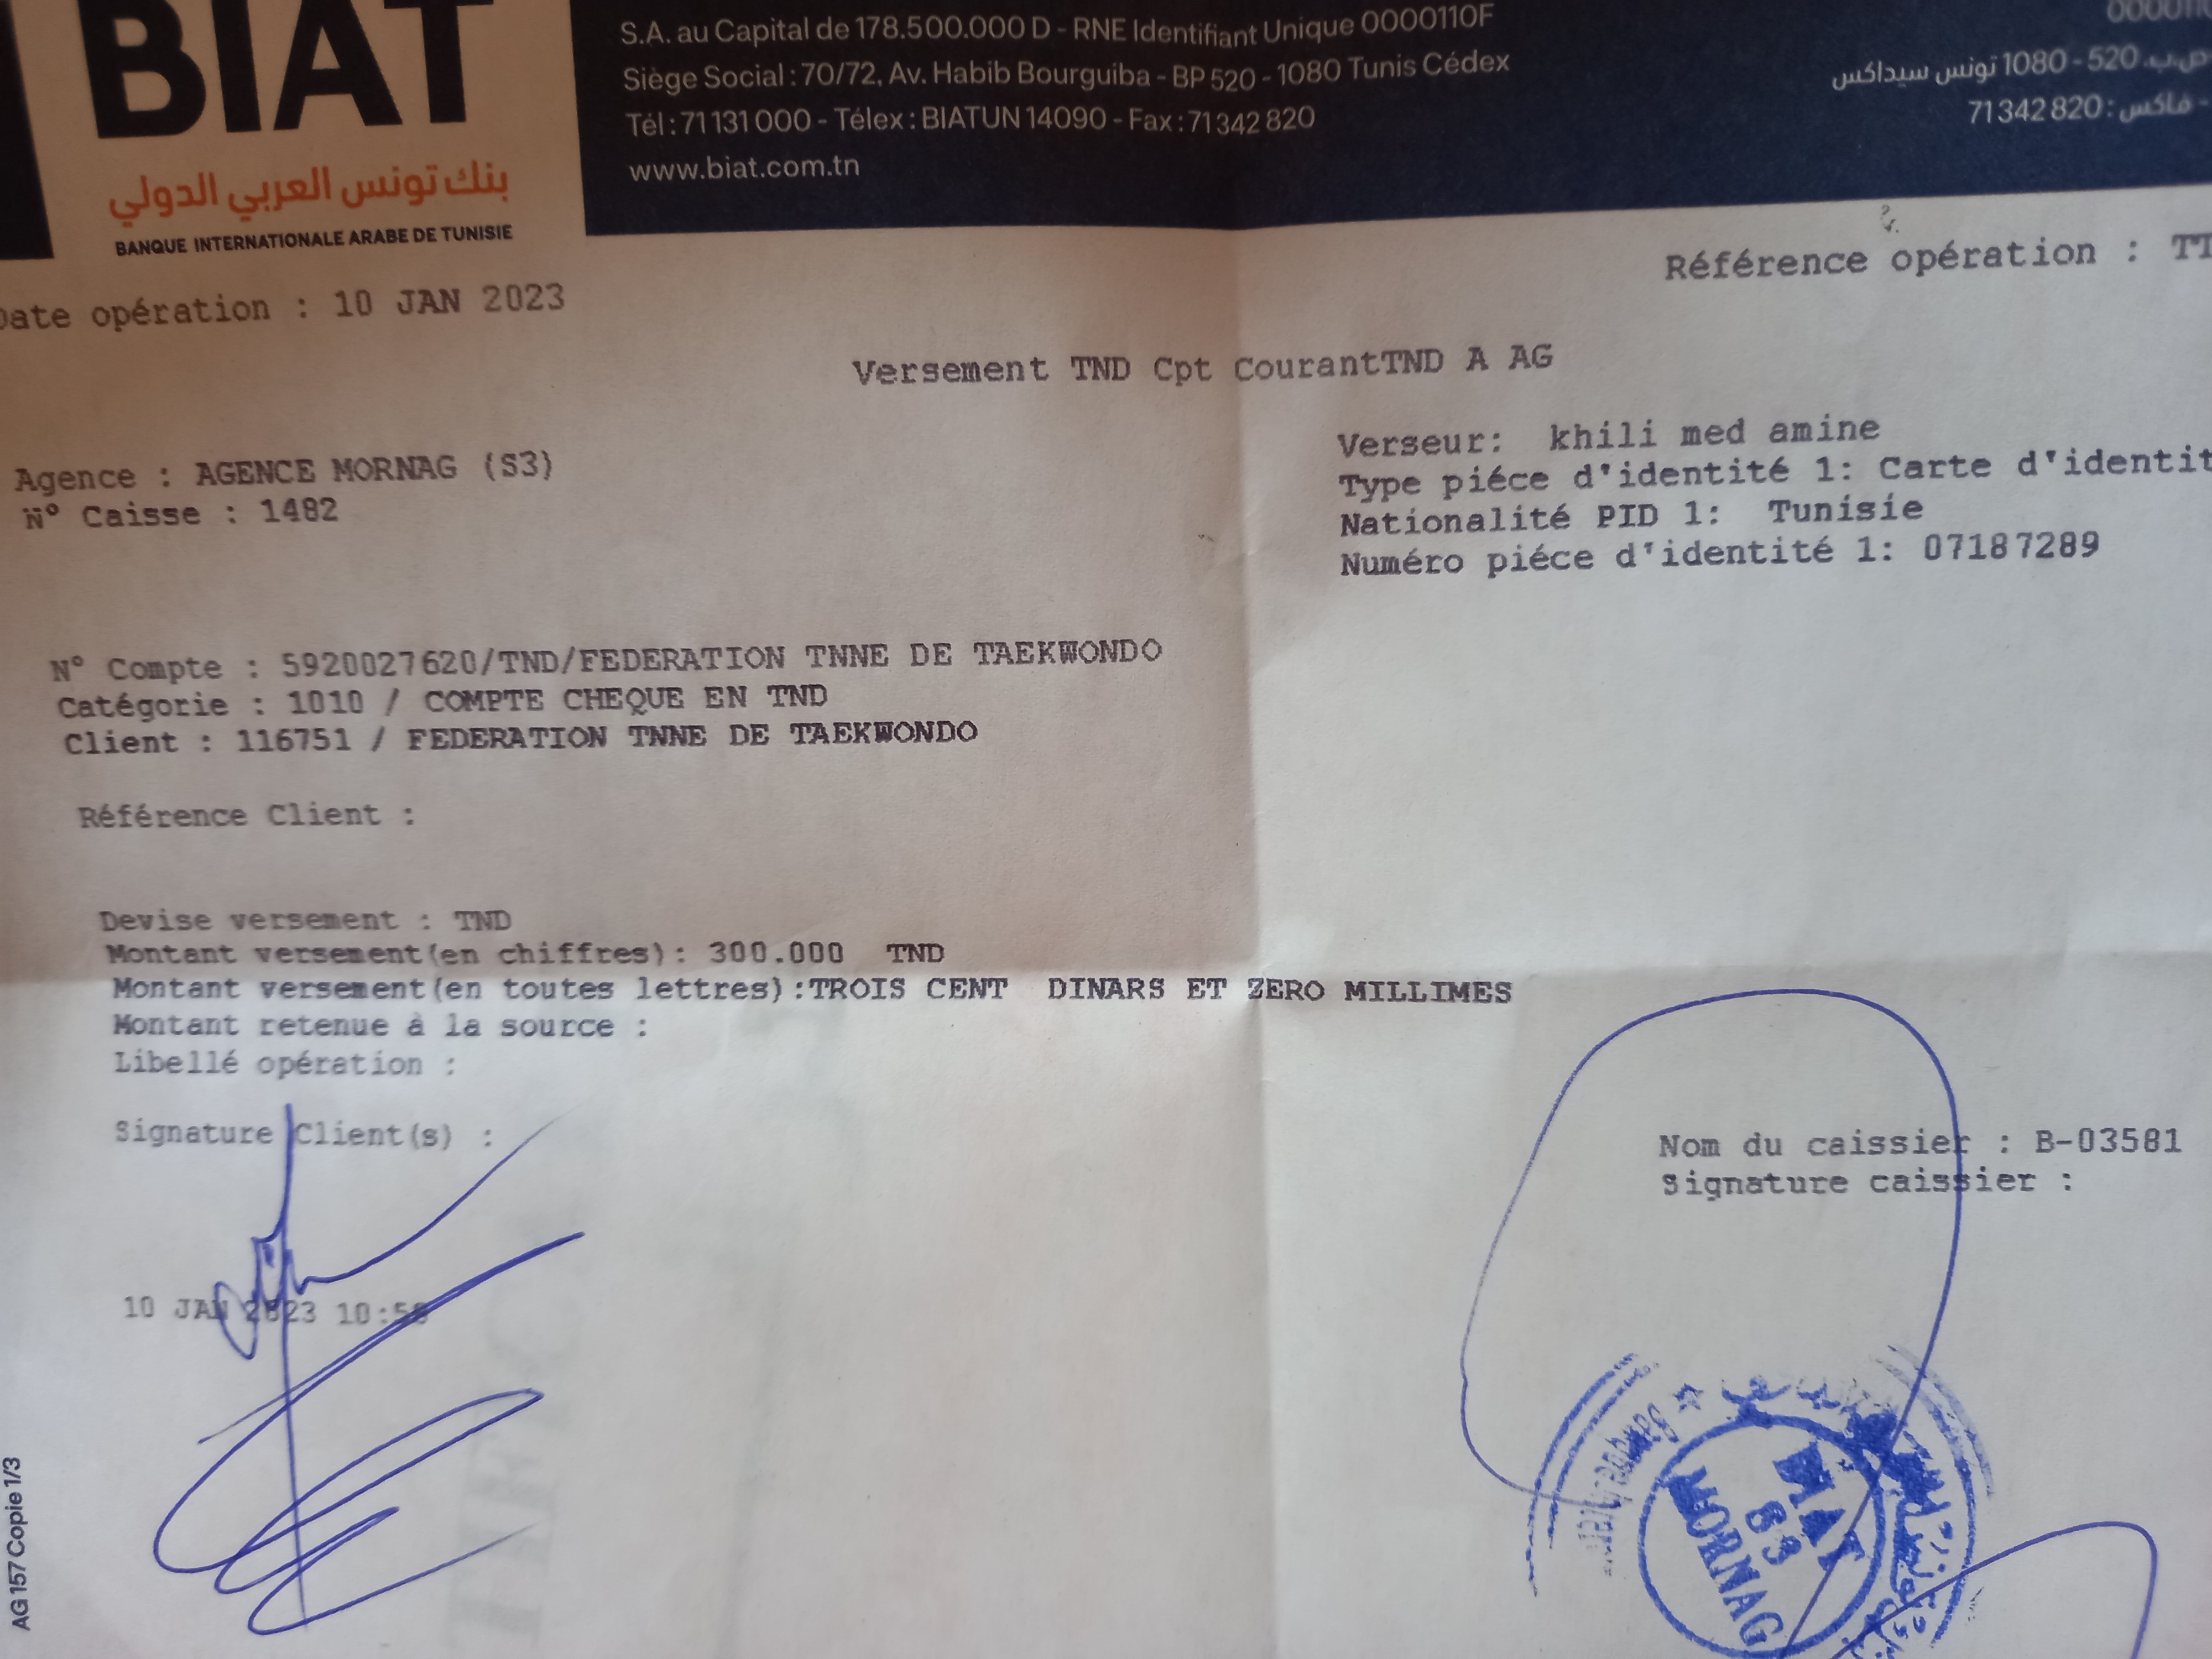 BIAT
بنك تونس العربي الدولي
BANQUE INTERNATIONALE ARABE DE TUNISIE
S.A. au Capital de 178.500.000 D - RNE Identifiant Unique 0000110F
Siège Social : 70/72, Av. Habib Bourguiba - BP 520 - 1080 Tunis Cédex
Tél : 71 131 000 - Télex : BIATUN 14090 - Fax : 71 342 820
www.biat.com.tn
ص.ب. 520 - 1080 تونس سيداكس
- فاكس : 71 342 820
Date opération : 10 JAN 2023
Référence opération : TT
Versement TND Cpt CourantTND A AG
Agence : AGENCE MORNAG (S3)
N° Caisse : 1482
Verseur: khili med amine
Type piéce d'identité 1: Carte d'identit
Nationalité PID 1: Tunisie
Numéro piéce d'identité 1: 07187289
N° Compte : 5920027620/TND/FEDERATION TNNE DE TAEKWONDO
Catégorie : 1010 / COMPTE CHEQUE EN TND
Client : 116751 / FEDERATION TNNE DE TAEKWONDO
Référence Client :
Devise versement : TND
Montant versement(en chiffres): 300.000 TND
Montant versement(en toutes lettres):TROIS CENT DINARS ET ZERO MILLIMES
Montant retenue à la source :
Libellé opération :
Signature Client(s) :
Nom du caissier : B-03581
Signature caissier :
10 JAN 2023
BIAT
MORNAG
AG 157 Copie 1/3